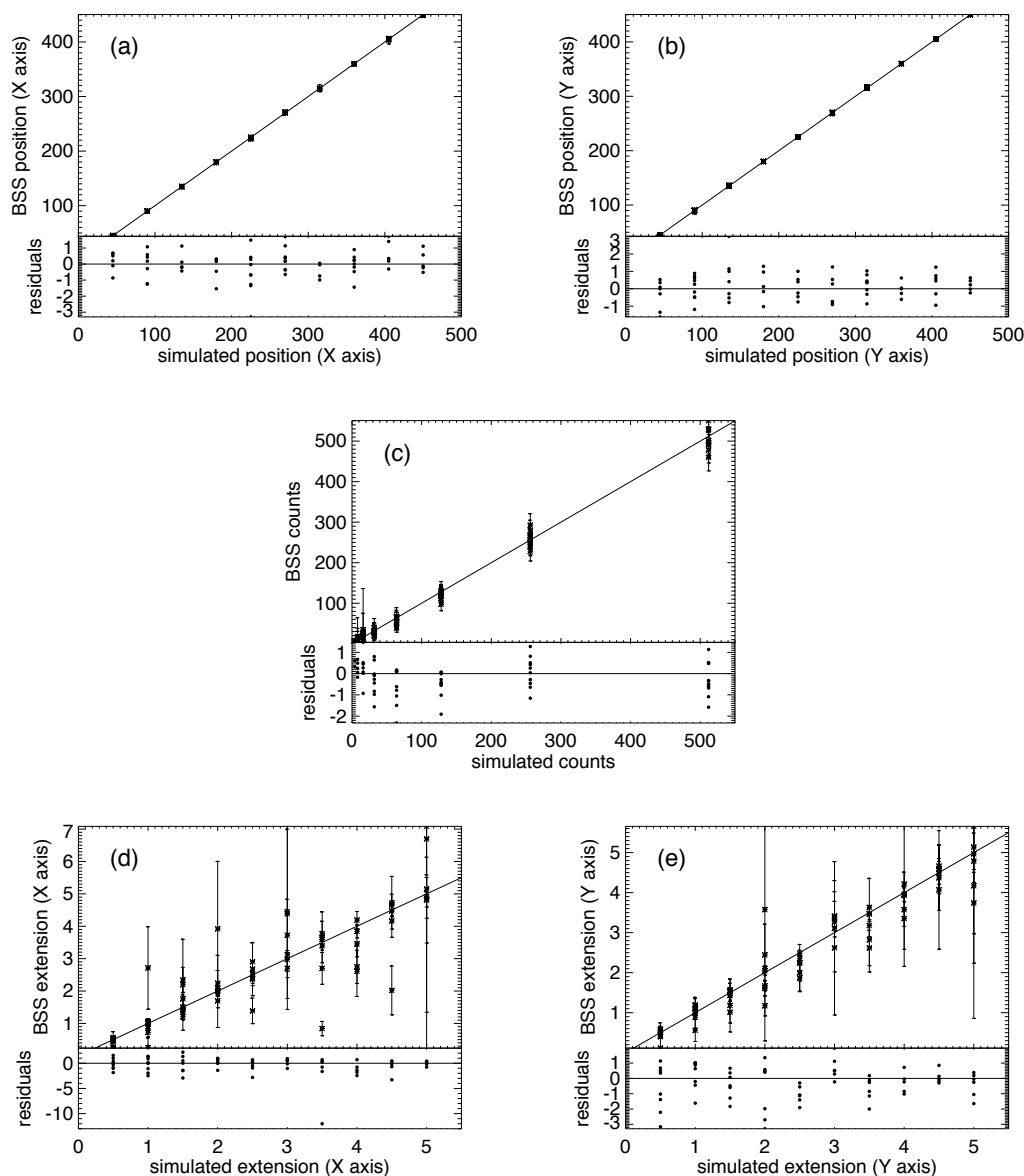 (a)
BSS position (X axis)
400
300
200
100
residuals
1
0
-1
-2
-3
0 100 200 300 400 500
simulated position (X axis)
(b)
BSS position (Y axis)
400
300
200
100
residuals
3
2
1
0
-1
0 100 200 300 400 500
simulated position (Y axis)
(c)
BSS counts
500
400
300
200
100
residuals
1
0
-1
-2
0 100 200 300 400 500
simulated counts
(d)
BSS extension (X axis)
7
6
5
4
3
2
1
residuals
0
-5
-10
0 1 2 3 4 5
simulated extension (X axis)
(e)
BSS extension (Y axis)
5
4
3
2
1
residuals
1
0
-1
-2
-3
0 1 2 3 4 5
simulated extension (Y axis)